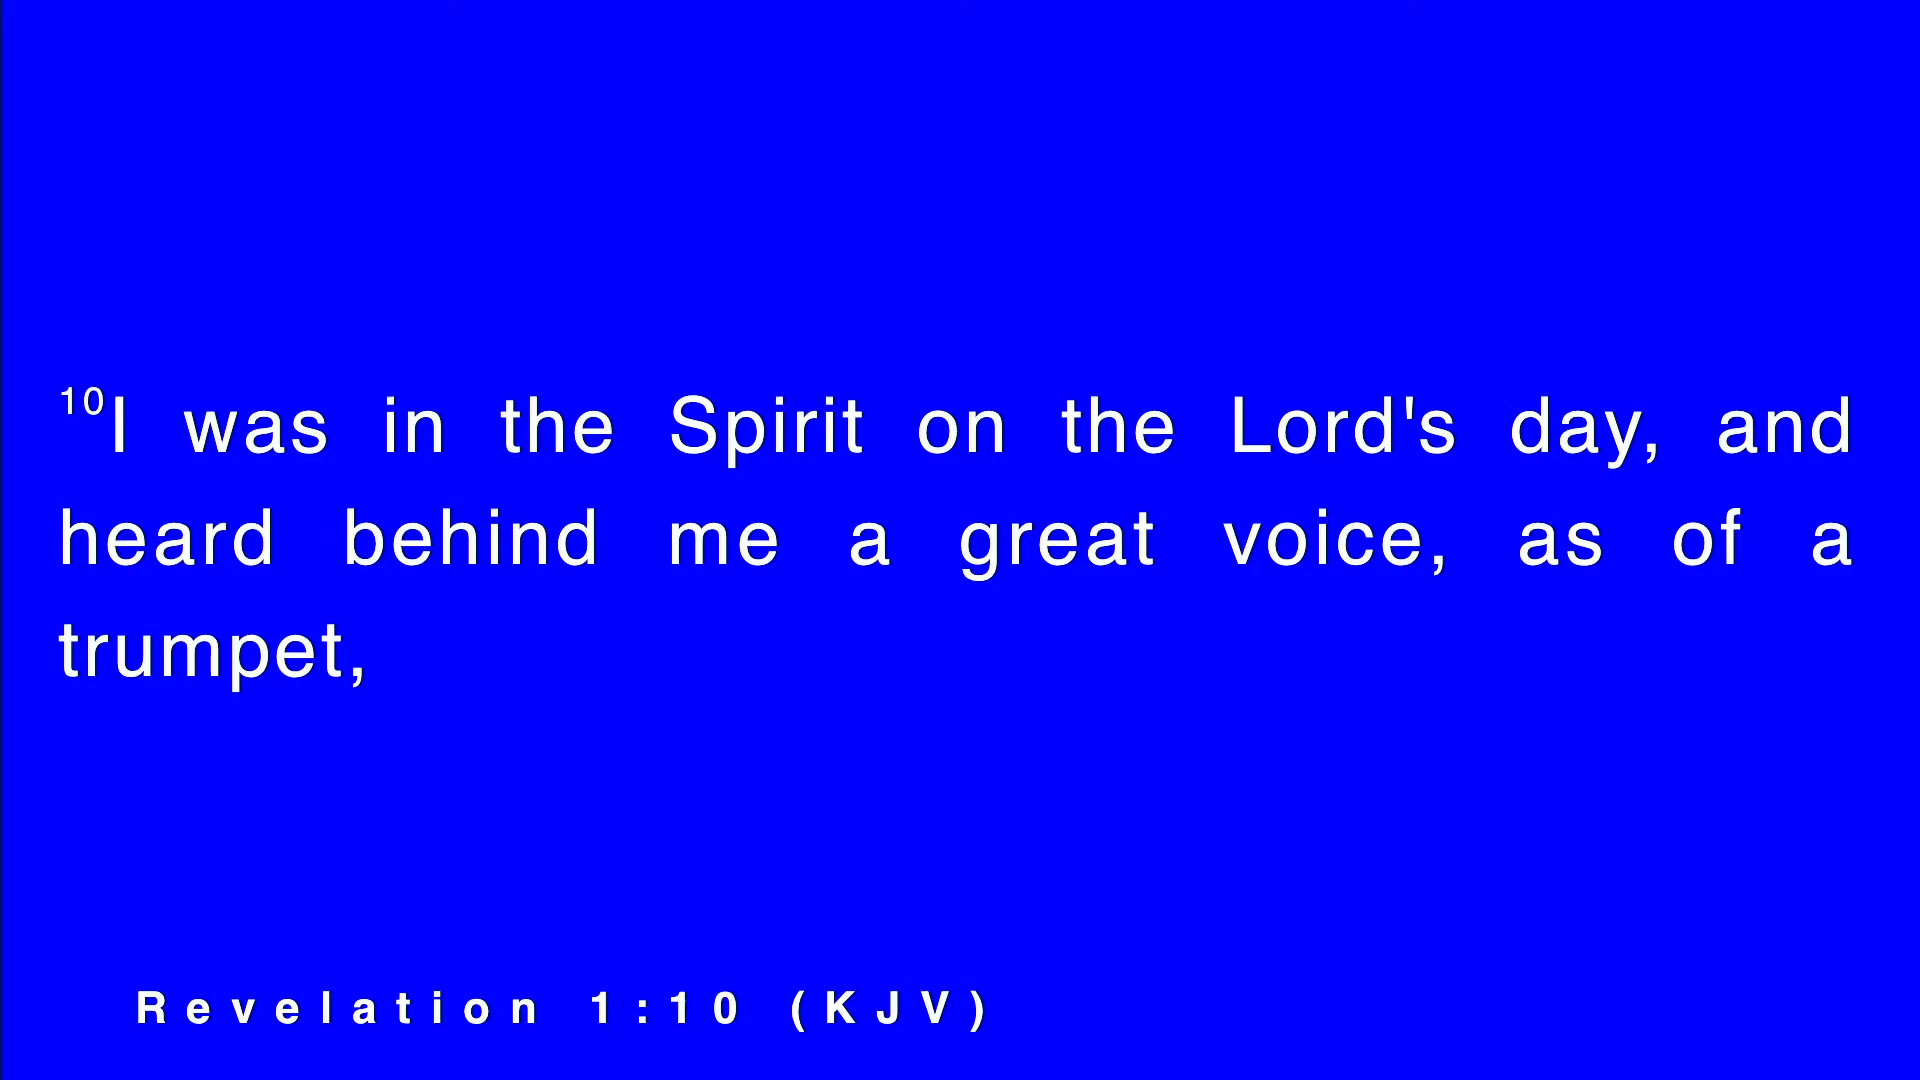 10I was in the Spirit on the Lord's day, and
heard behind me a great voice, as of a
trumpet,
Revelation 1:10 (KJV)